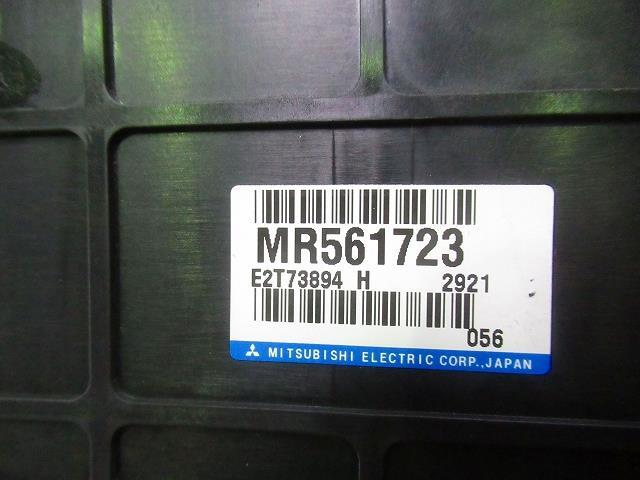 MR561723
E2T73894 H 2921
056
MITSUBISHI ELECTRIC CORP., JAPAN